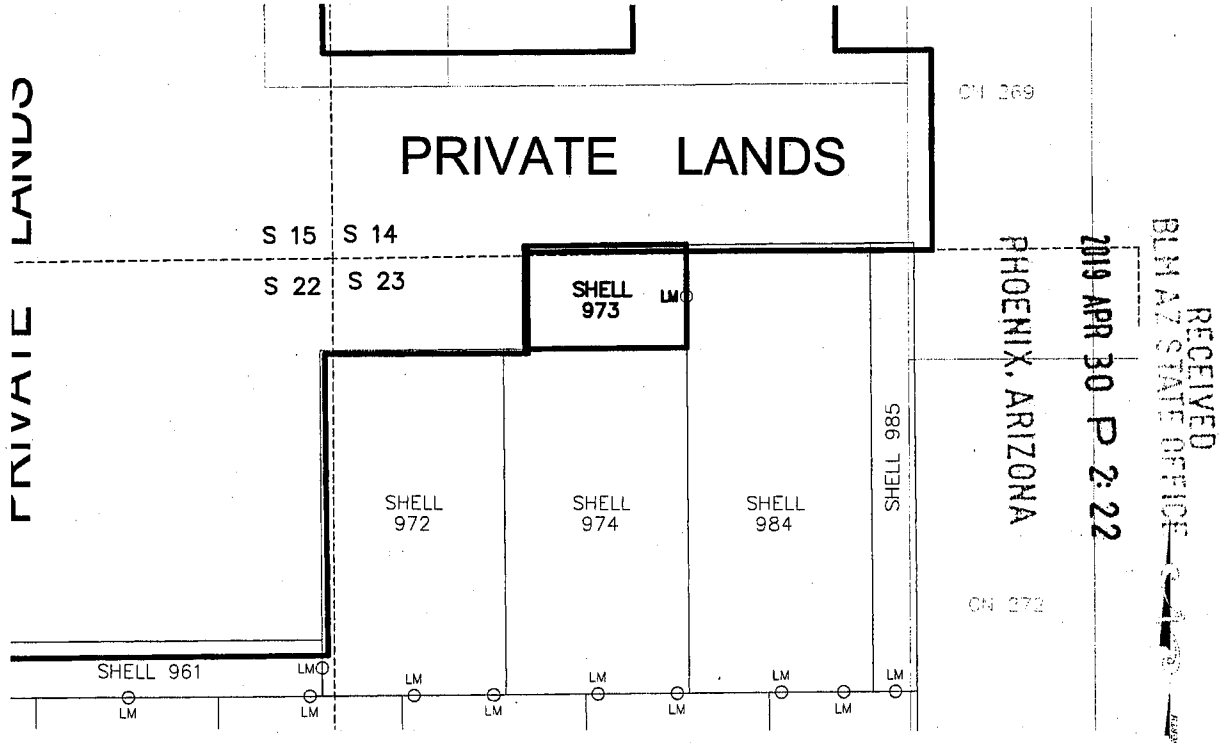 CN 269
PRIVATE LANDS
PRIVATE LANDS
S 15 S 14
S 22 S 23
SHELL
973
LM
SHELL
972
SHELL
974
SHELL
984
SHELL 985
CN 272
SHELL 961
LM
LM
LM
LM
LM
LM
LM
LM
LM
LM
LM
RECEIVED
BLM AZ STATE OFFICE
2019 APR 30 P 2:22
PHOENIX, ARIZONA